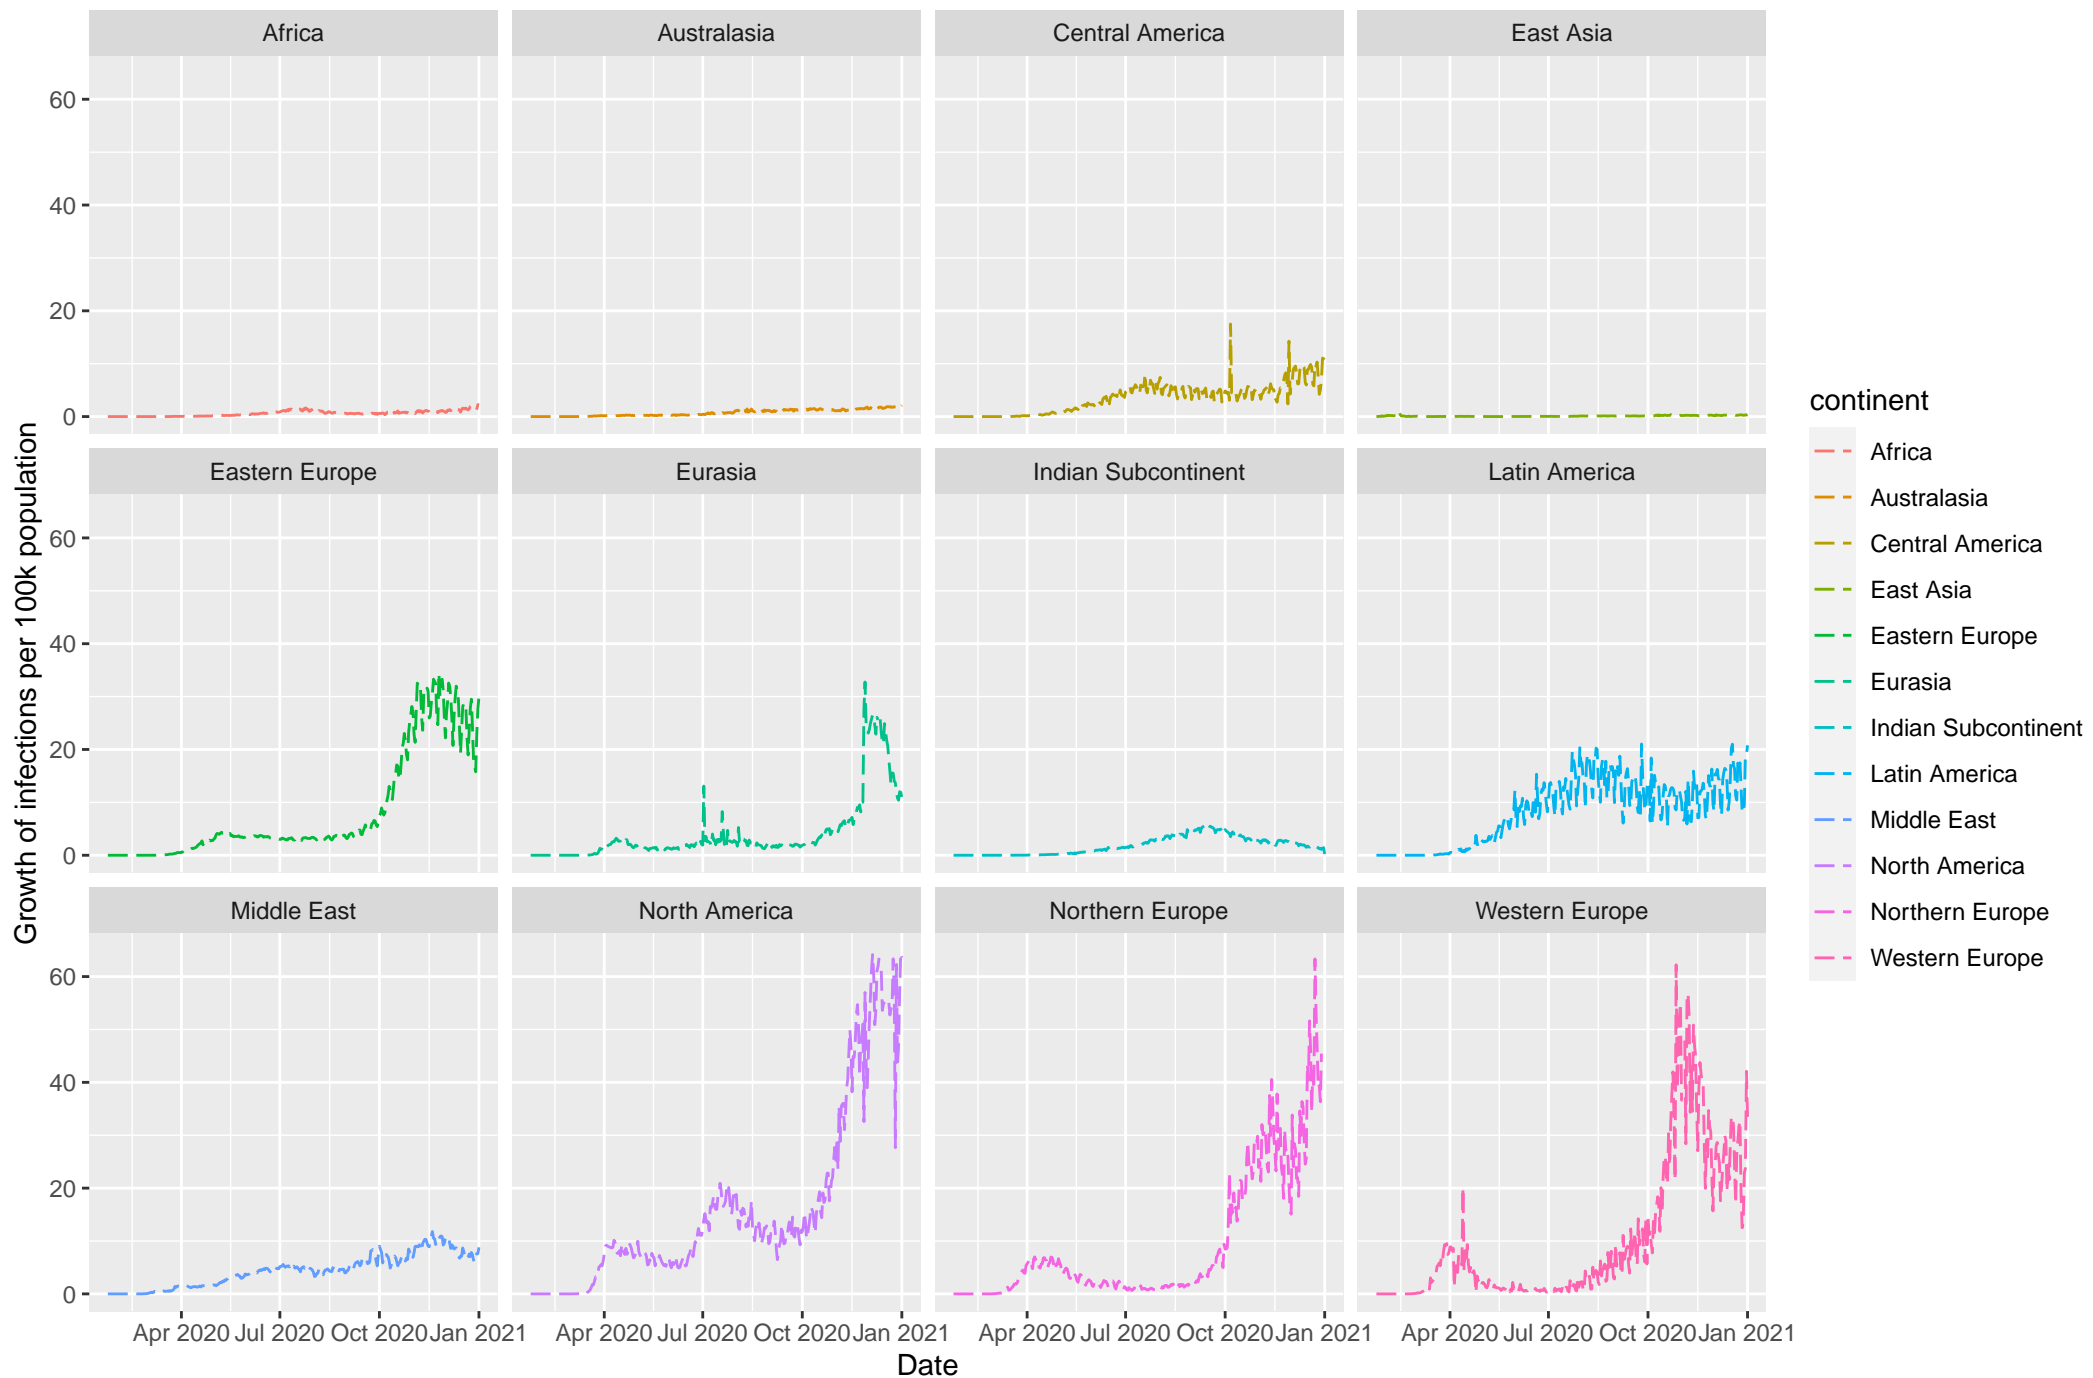 Africa
Australasia
Central America
East Asia
60
40
20
0
Eastern Europe
Eurasia
Indian Subcontinent
Latin America
60
40
20
0
Middle East
North America
Northern Europe
Western Europe
60
40
20
0
Apr 2020 Jul 2020 Oct 2020 Jan 2021
Apr 2020 Jul 2020 Oct 2020 Jan 2021
Apr 2020 Jul 2020 Oct 2020 Jan 2021
Apr 2020 Jul 2020 Oct 2020 Jan 2021
Date
Growth of infections per 100k population
continent
Africa
Australasia
Central America
East Asia
Eastern Europe
Eurasia
Indian Subcontinent
Latin America
Middle East
North America
Northern Europe
Western Europe